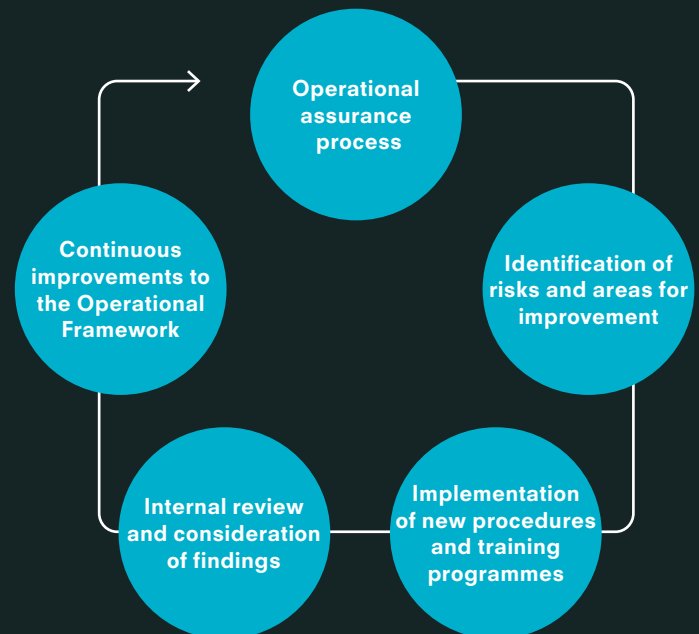 Operational
assurance
process
Identification of
risks and areas for
improvement
Implementation
of new procedures
and training
programmes
Internal review
and consideration
of findings
Continuous
improvements to
the Operational
Framework